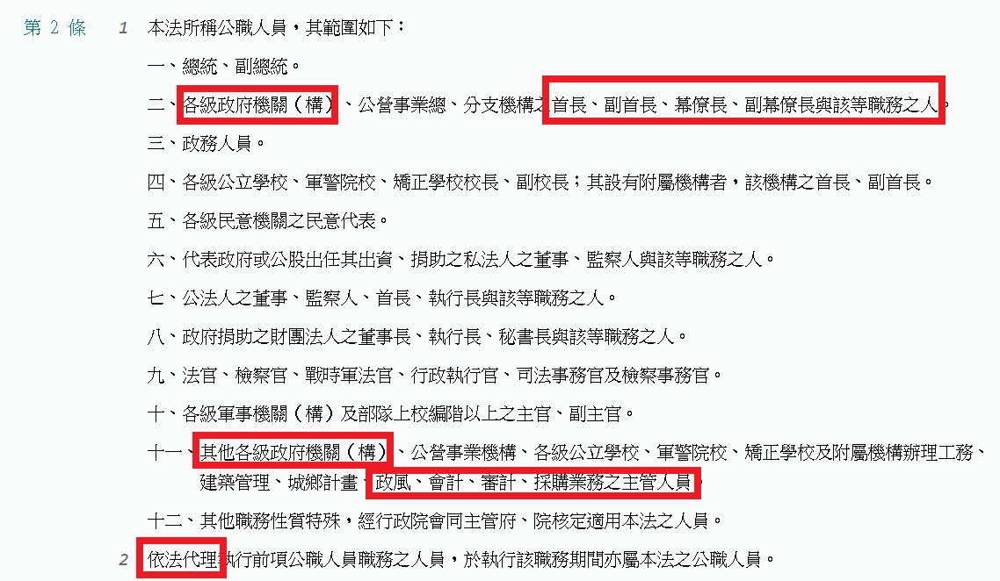 第 2 條 1 本法所稱公職人員，其範圍如下：
一、總統、副總統。
二、各級政府機關（構）、公營事業總、分支機構之首長、副首長、幕僚長、副幕僚長與該等職務之人。
三、政務人員。
四、各級公立學校、軍警院校、矯正學校校長、副校長；其設有附屬機構者，該機構之首長、副首長。
五、各級民意機關之民意代表。
六、代表政府或公股出任其出資、捐助之私法人之董事、監察人與該等職務之人。
七、公法人之董事、監察人、首長、執行長與該等職務之人。
八、政府捐助之財團法人之董事長、執行長、秘書長與該等職務之人。
九、法官、檢察官、戰時軍法官、行政執行官、司法事務官及檢察事務官。
十、各級軍事機關（構）及部隊上校編階以上之主官、副主官。
十一、其他各級政府機關（構）、公營事業機構、各級公立學校、軍警院校、矯正學校及附屬機構辦理工務、
建築管理、城鄉計畫、政風、會計、審計、採購業務之主管人員。
十二、其他職務性質特殊，經行政院會同主管府、院核定適用本法之人員。
2 依法代理執行前項公職人員職務之人員，於執行該職務期間亦屬本法之公職人員。